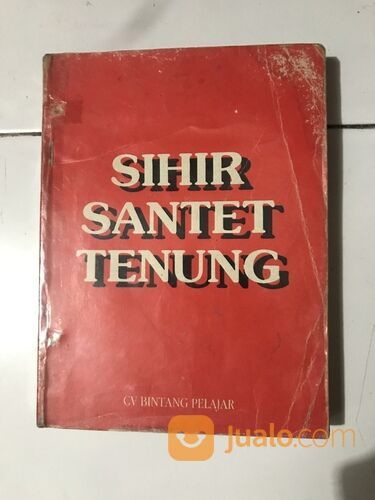 SIHIR
SANTET
TENUNG
CV BINTANG PELAJAR
Jualo.com